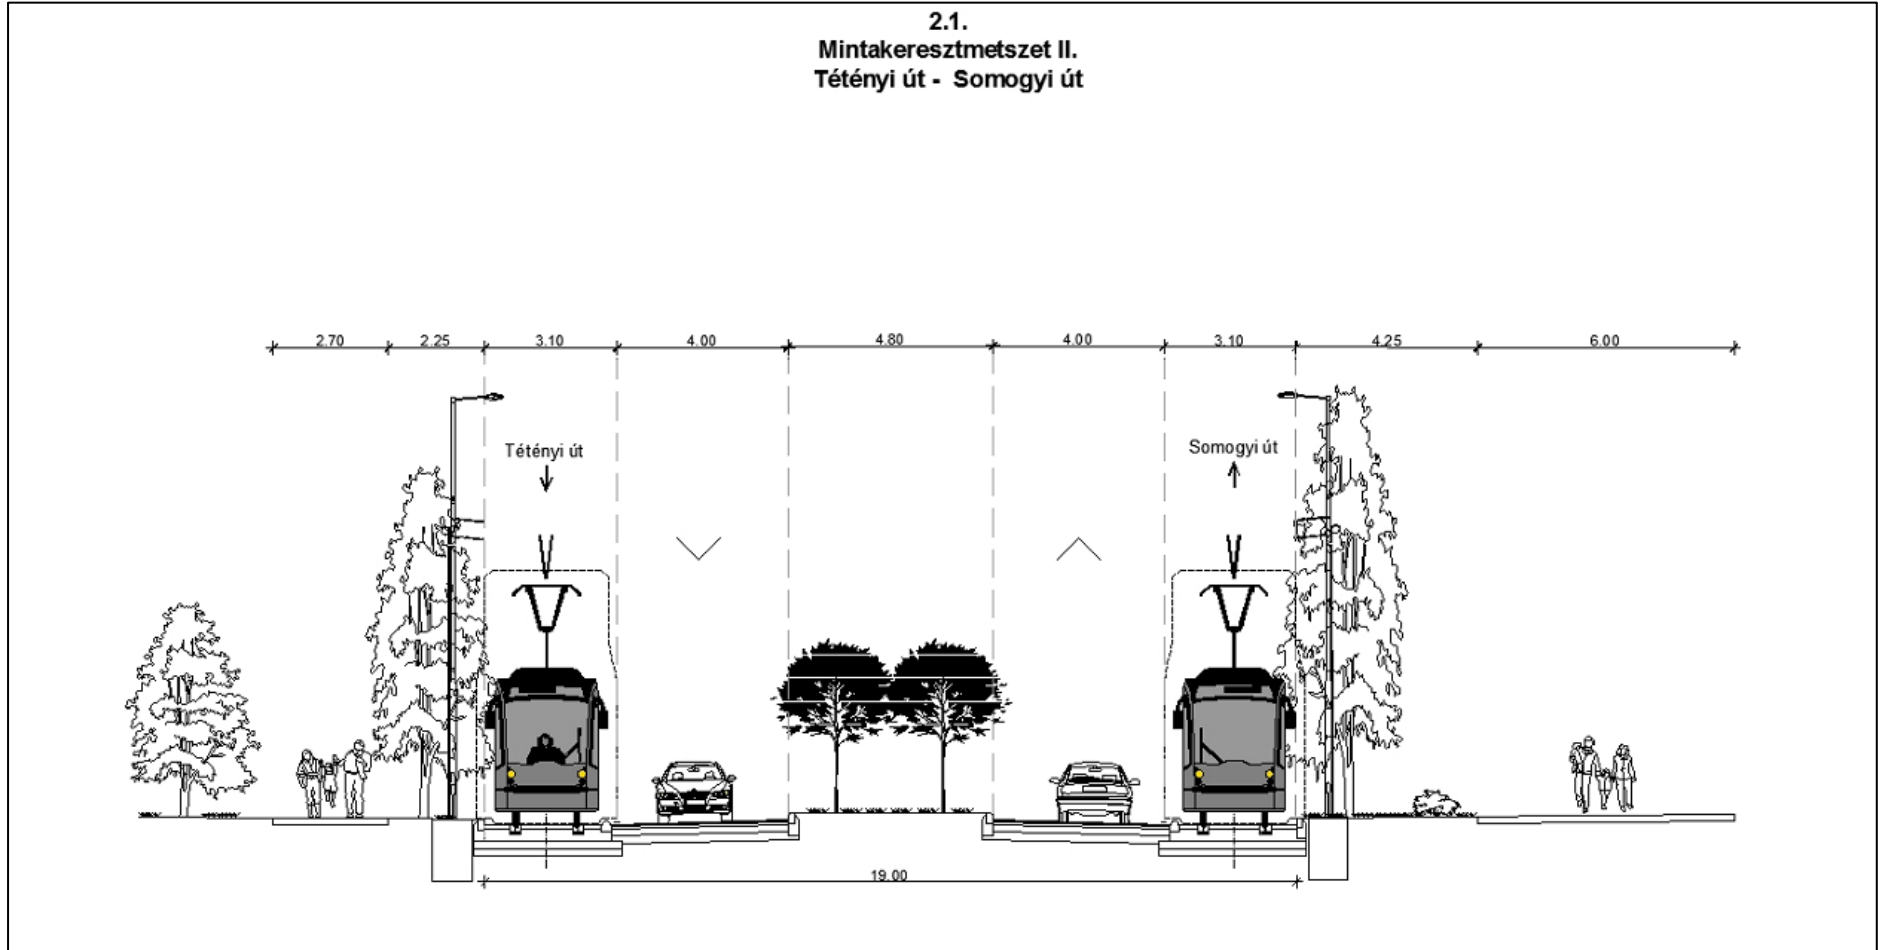 2.1.
Mintakeresztmetszet II.
Tétényi út - Somogyi út
2.70 2.25 3.10 4.00 4.80 4.00 3.10 4.25 6.00
Tétényi út Somogyi út
19.00